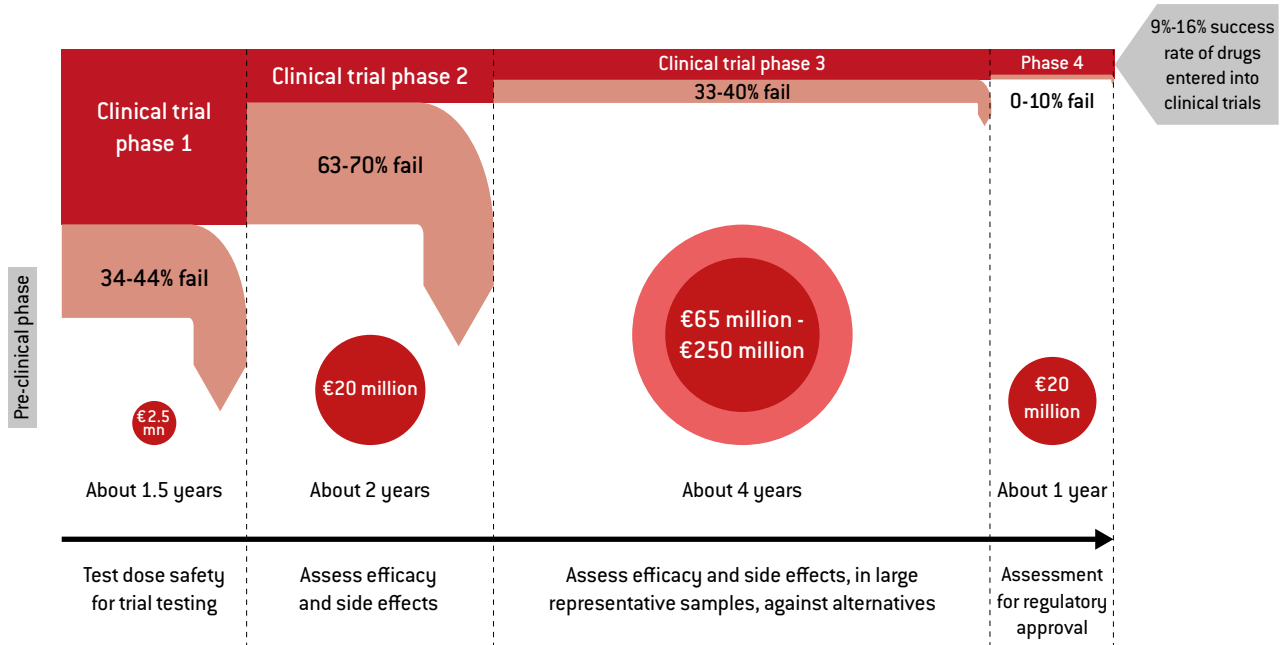 9%-16% success
rate of drugs
entered into
clinical trials
Clinical trial
phase 1
Clinical trial phase 2
Clinical trial phase 3
Phase 4
34-44% fail
63-70% fail
33-40% fail
0-10% fail
Pre-clinical phase
€2.5
mn
€20 million
€65 million -
€250 million
€20
million
About 1.5 years
About 2 years
About 4 years
About 1 year
Test dose safety
for trial testing
Assess efficacy
and side effects
Assess efficacy and side effects, in large
representative samples, against alternatives
Assessment
for regulatory
approval